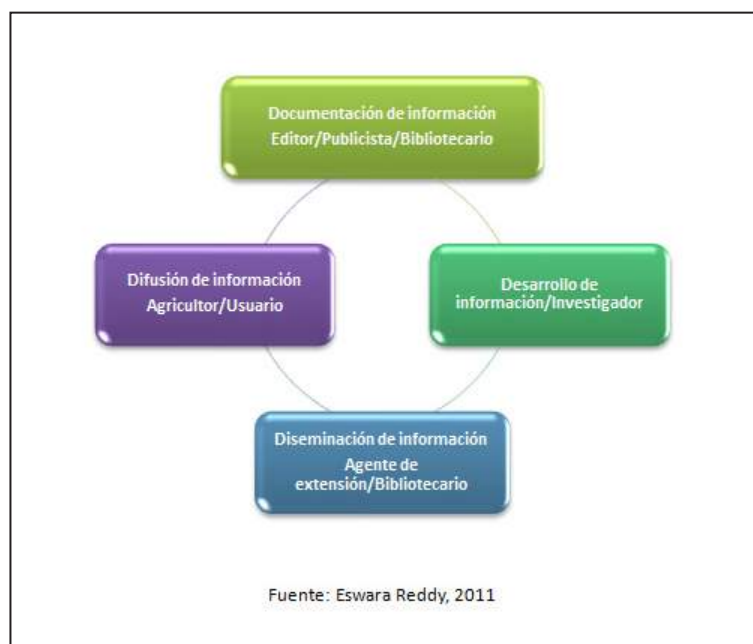 Documentación de información
Editor/Publicista/Bibliotecario
Difusión de información
Agricultor/Usuario
Desarrollo de
información/Investigador
Diseminación de información
Agente de
extensión/Bibliotecario
Fuente: Eswara Reddy, 2011